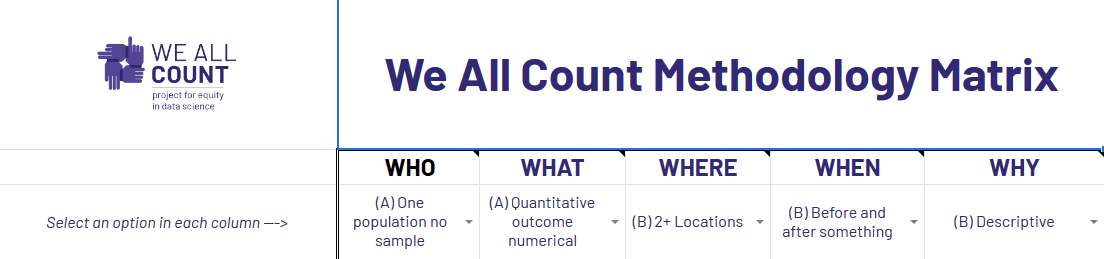 WE ALL
COUNT
project for equity
in data science
We All Count Methodology Matrix
WHO
WHAT
WHERE
WHEN
WHY
Select an option in each column --->
(A) One
population no
sample
(A) Quantitative
outcome
numerical
(B) 2+ Locations
(B) Before and
after something
(B) Descriptive